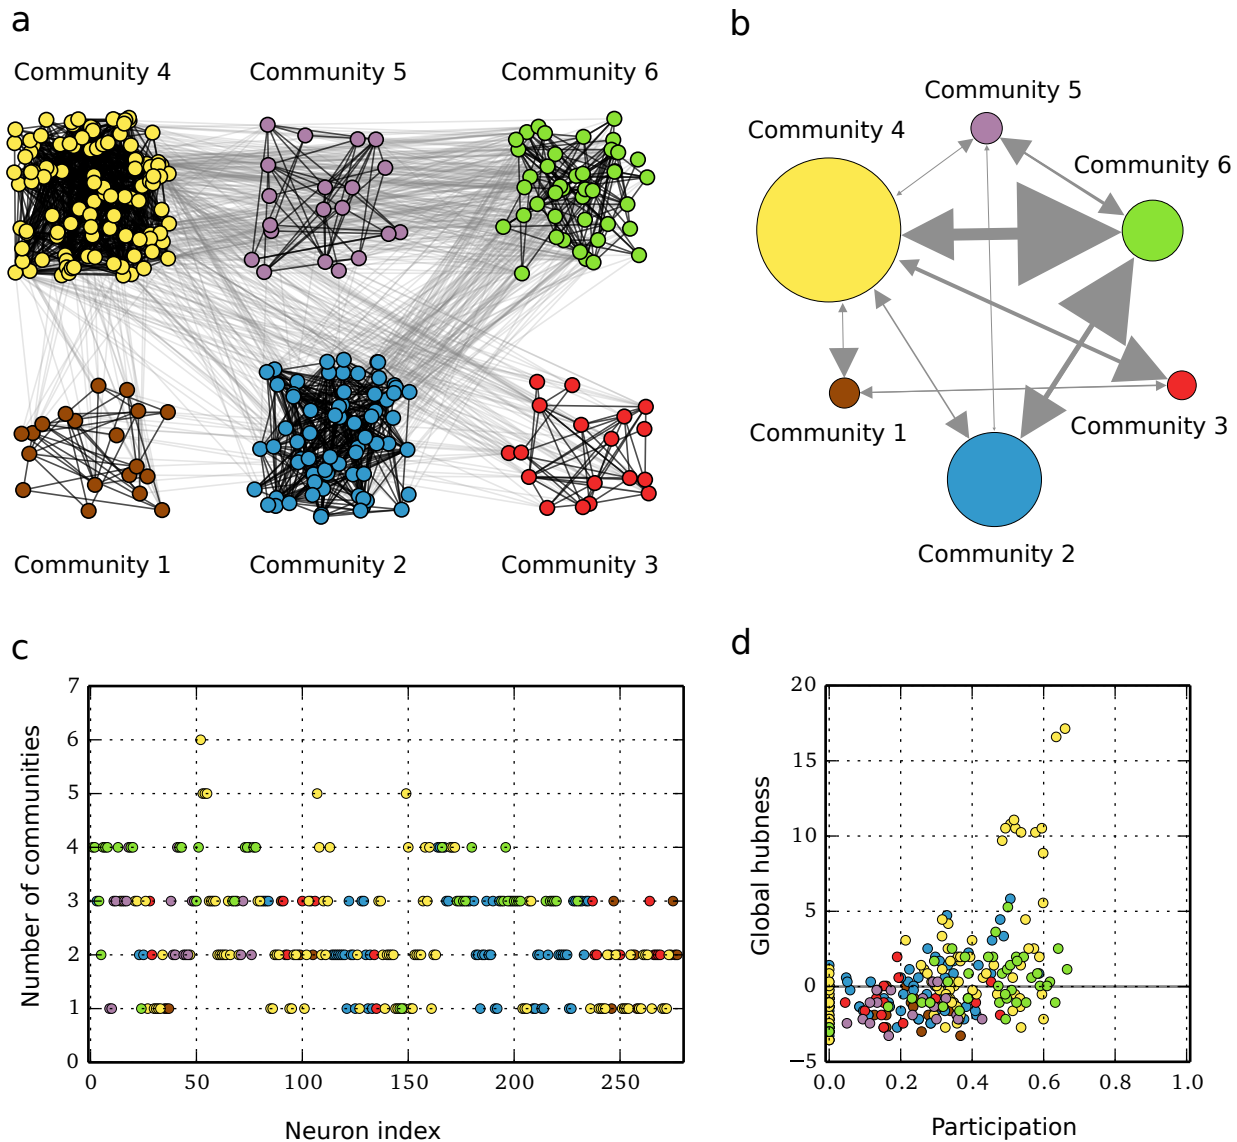 a
Community 4
Community 5
Community 6
Community 1
Community 2
Community 3
b
Community 5
Community 4
Community 6
Community 1
Community 3
Community 2
c
7
6
5
4
3
2
1
0
Number of communities
0
50
100
150
200
250
Neuron index
d
20
15
10
5
0
−5
Global hubness
0.0
0.2
0.4
0.6
0.8
1.0
Participation